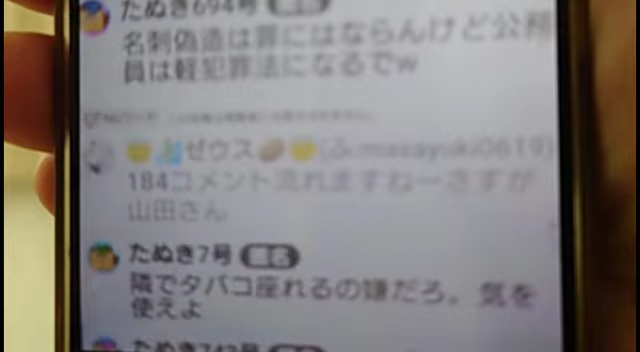 たぬき694号
名刺偽造は罪にはならんけど公務
員は軽犯罪法になるでw
ゼウス(ふ:masayuki0619)
184コメント流れますねーさすが
山田さん
たぬき7号 匿名
隣でタバコ座れるの嫌だろ。気を
使えよ